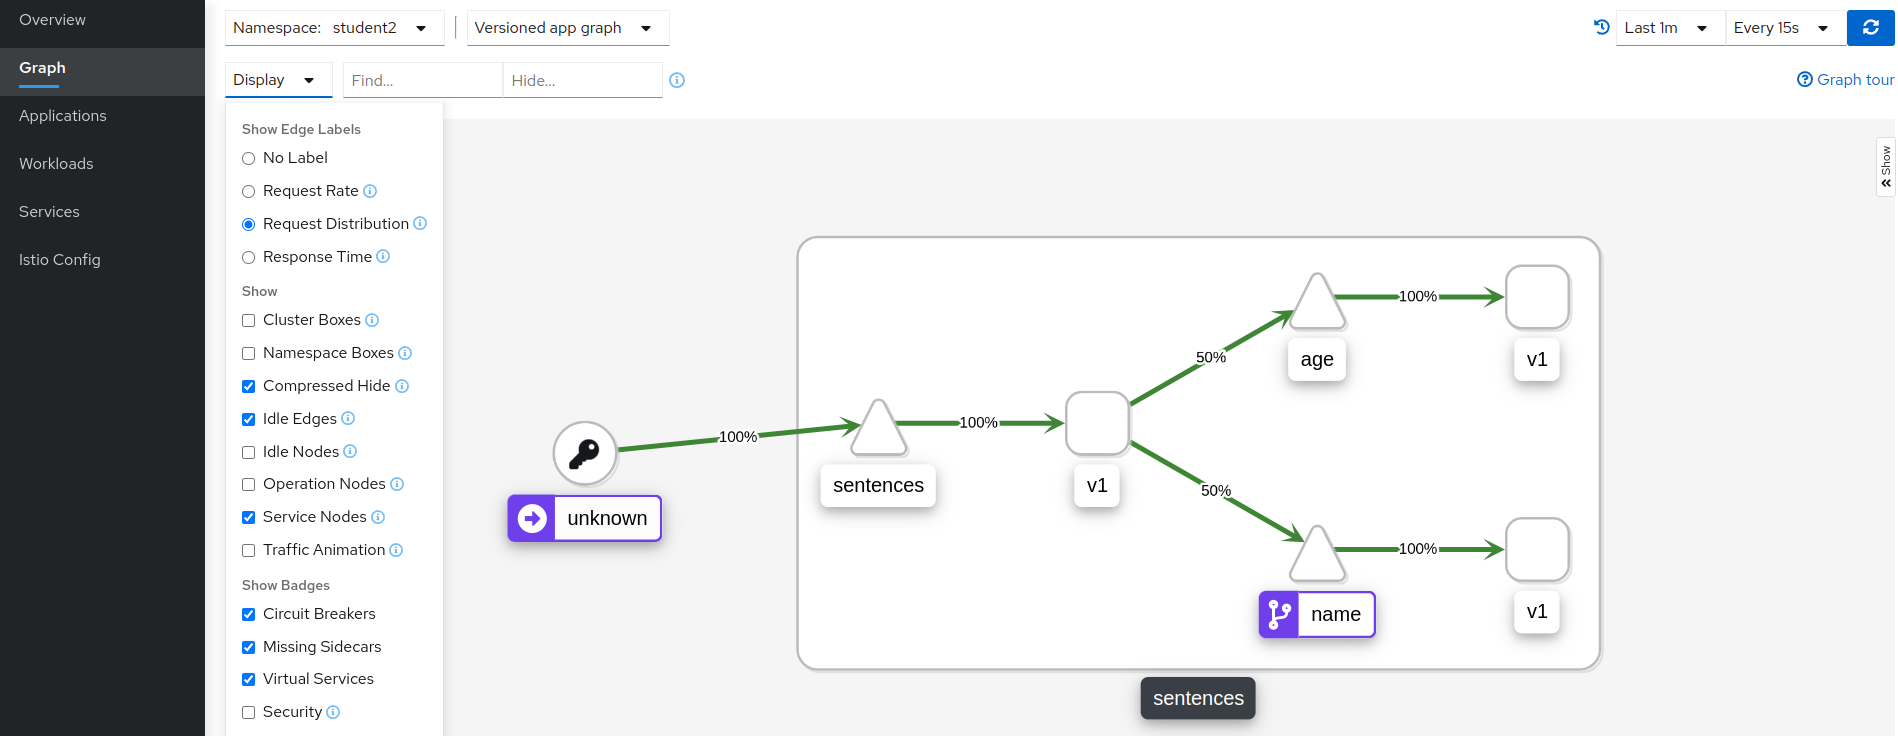 Overview
Graph
Applications
Workloads
Services
Istio Config
Namespace: student2
Versioned app graph
Last 1m
Every 15s
Display
Find...
Hide...
Graph tour
Show Edge Labels
No Label
Request Rate
Request Distribution
Response Time
Show
Cluster Boxes
Namespace Boxes
Compressed Hide
Idle Edges
Idle Nodes
Operation Nodes
Service Nodes
Traffic Animation
Show Badges
Circuit Breakers
Missing Sidecars
Virtual Services
Security
Show
100%
unknown
sentences
100%
v1
50%
age
100%
v1
50%
name
100%
v1
sentences